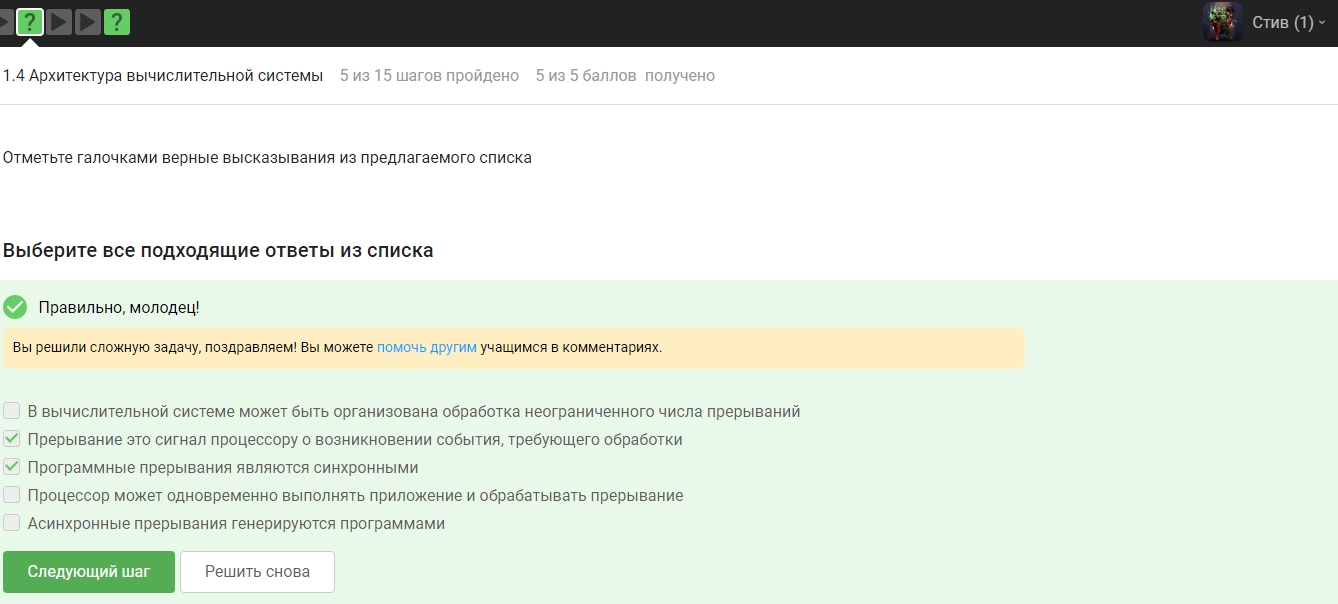 ? ?
Стив (1)
1.4 Архитектура вычислительной системы 5 из 15 шагов пройдено 5 из 5 баллов получено
Отметьте галочками верные высказывания из предлагаемого списка
Выберите все подходящие ответы из списка
Правильно, молодец!
Вы решили сложную задачу, поздравляем! Вы можете помочь другим учащимся в комментариях.
В вычислительной системе может быть организована обработка неограниченного числа прерываний
Прерывание это сигнал процессору о возникновении события, требующего обработки
Программные прерывания являются синхронными
Процессор может одновременно выполнять приложение и обрабатывать прерывание
Асинхронные прерывания генерируются программами
Следующий шаг Решить снова